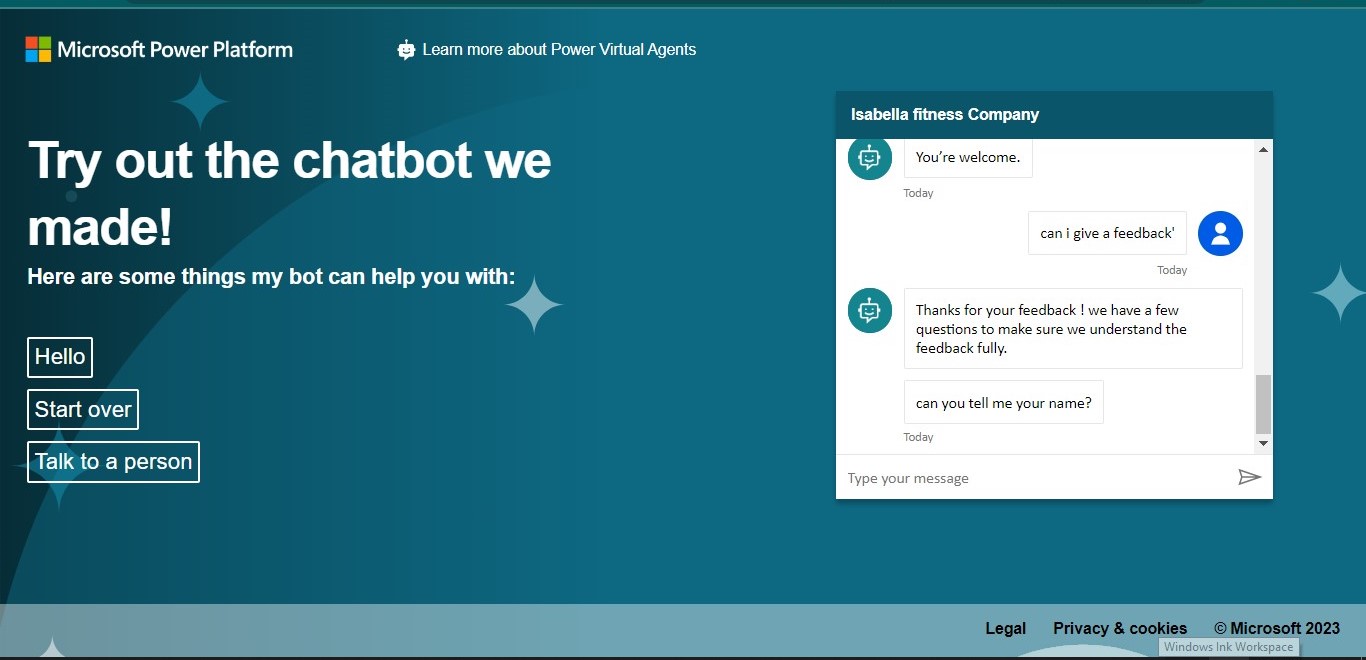 Microsoft Power Platform
Learn more about Power Virtual Agents
Try out the chatbot we
made!
Here are some things my bot can help you with:
Hello
Start over
Talk to a person
Isabella fitness Company
You’re welcome.
Today
can i give a feedback'
Today
Thanks for your feedback ! we have a few
questions to make sure we understand the
feedback fully.
can you tell me your name?
Today
Type your message
Legal
Privacy & cookies
© Microsoft 2023
Windows Ink Workspace